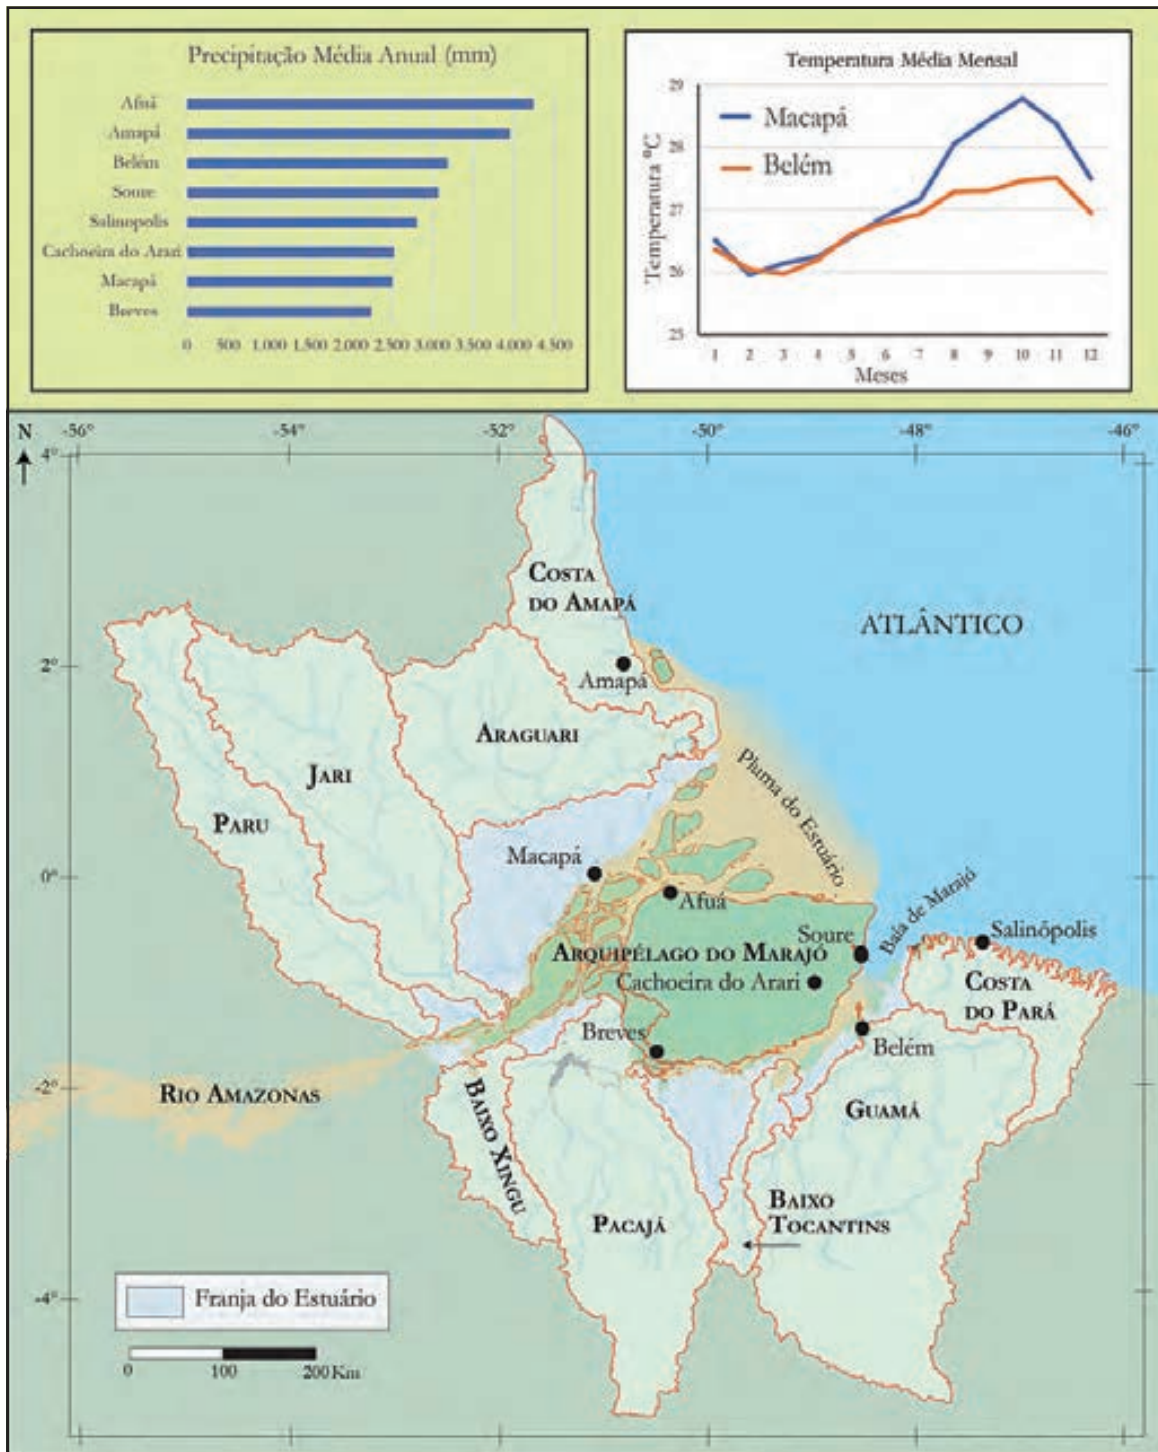 Precipitação Média Anual (mm)
Afuá
Amapá
Belém
Soure
Salinopolis
Cachoeira do Arari
Macapá
Breves
0 500 1.000 1.500 2.000 2.500 3.000 3.500 4.000 4.500
Temperatura Média Mensal
29
28
27
26
25
Temperatura ºC
Macapá
Belém
1 2 3 4 5 6 7 8 9 10 11 12
Meses
N
-56° -54° -52° -50° -48° -46°
4°
2°
0°
-2°
-4°
COSTA
DO AMAPÁ
ATLÂNTICO
Amapá
ARAGUARI
JARI
PARU
Pluma do Estuário
Macapá
Afuá
Baía de Marajó
Soure
Salinópolis
ARQUIPÉLAGO DO MARAJÓ
Cachoeira do Arari
COSTA
DO PARÁ
Breves
Belém
RIO AMAZONAS
BAIXO XINGU
GUAMÁ
PACAJÁ
BAIXO
TOCANTINS
Franja do Estuário
0 100 200 Km